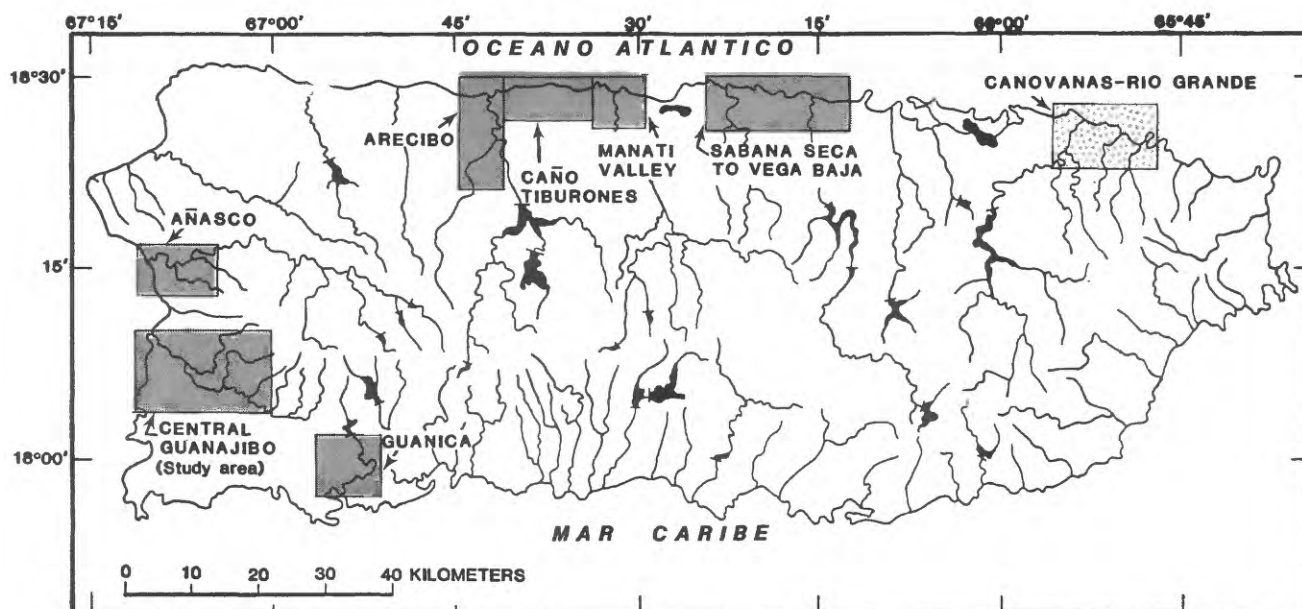 67°15' 67°00' 45' 30' 15' 66°00' 65°45'
OCEANO ATLANTICO
18°30'
CANOVANAS-RIO GRANDE
ARECIBO
CAÑO
TIBURONES
MANATI
VALLEY
SABANA SECA
TO VEGA BAJA
AÑASCO
15'
CENTRAL
GUANAJIBO
(Study area)
GUANICA
18°00'
MAR CARIBE
0 10 20 30 40 KILOMETERS